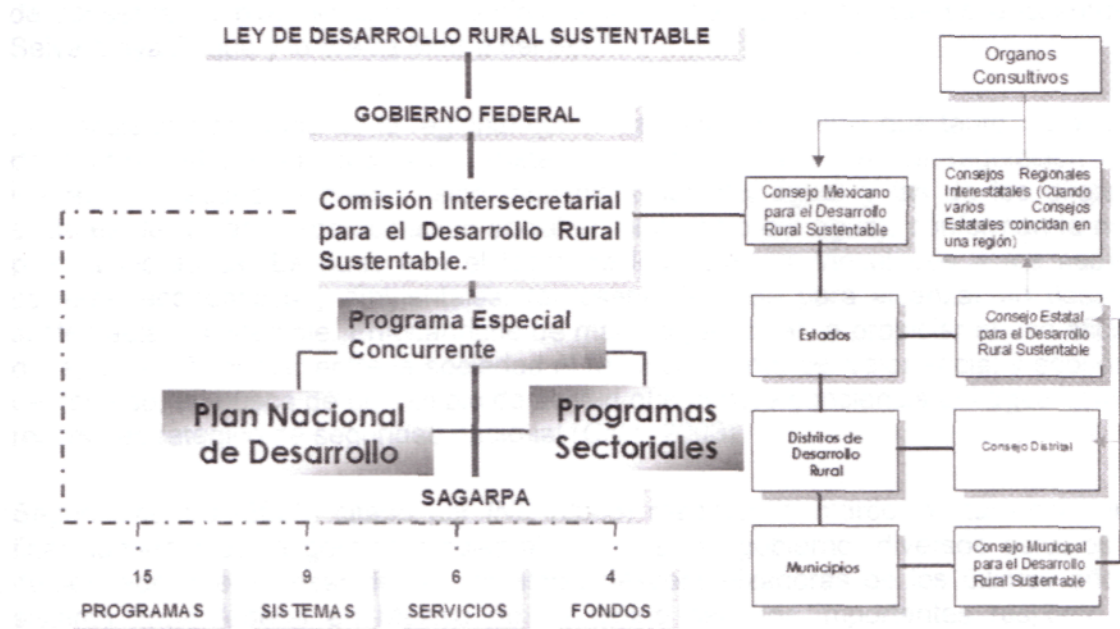 LEY DE DESARROLLO RURAL SUSTENTABLE
GOBIERNO FEDERAL
Comisión Intersecretarial
para el Desarrollo Rural
Sustentable.
Programa Especial
Concurrente
Plan Nacional
de Desarrollo
Programas
Sectoriales
SAGARPA
15
PROGRAMAS
9
SISTEMAS
6
SERVICIOS
4
FONDOS
Organos
Consultivos
Consejo Mexicano
para el Desarrollo
Rural Sustentable
Consejos Regionales
Interestatales (Cuando
varios Consejos
Estatales coincidan en
una región)
Estados
Consejo Estatal
para el Desarrollo
Rural Sustentable
Distritos de
Desarrollo
Rural
Consejo Distrital
Municipios
Consejo Municipal
para el Desarrollo
Rural Sustentable